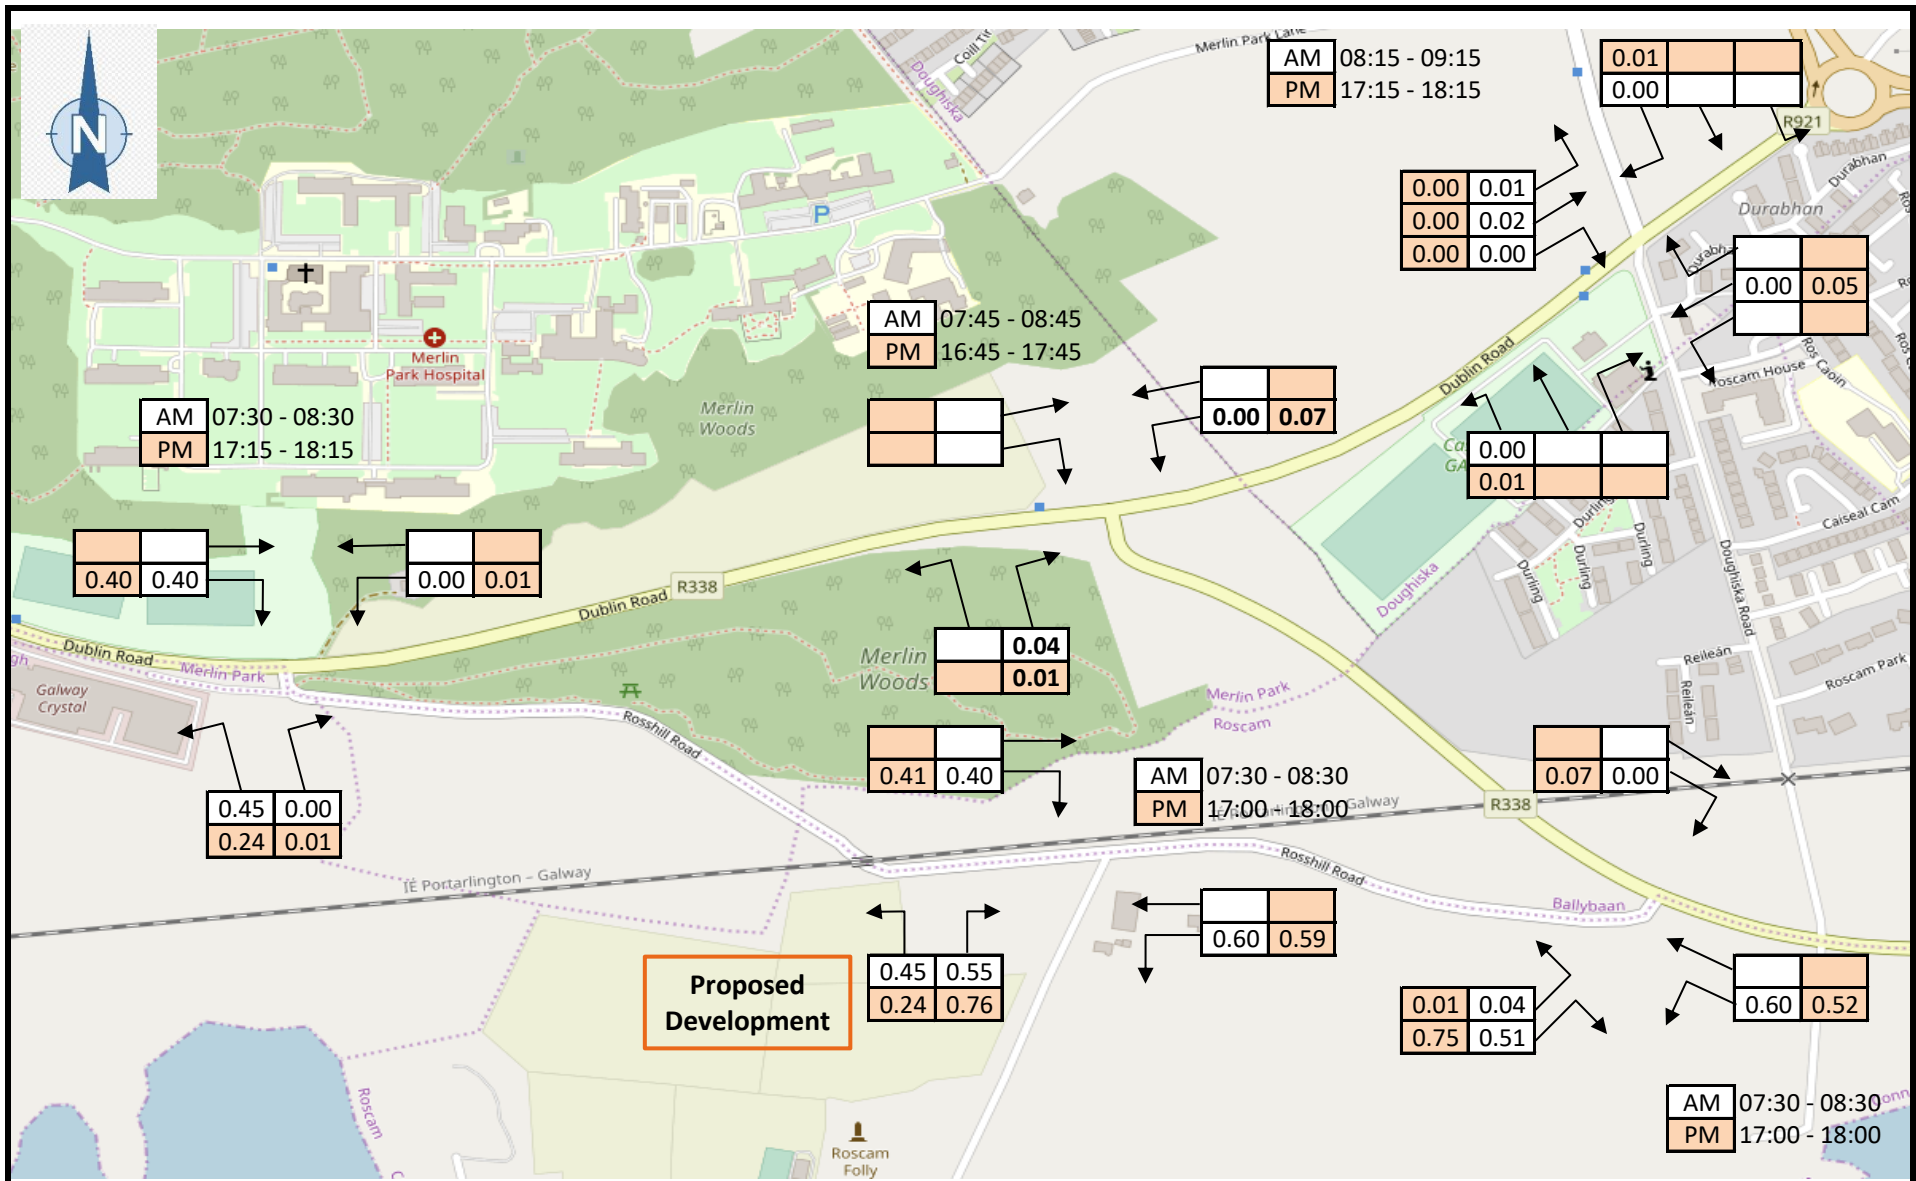 N
Coill Tír
Doughiska
Merlin Park Lane
AM 08:15 - 09:15
PM 17:15 - 18:15
0.01
0.00
R921
Durabhan
Durabhan
0.00 0.01
0.00 0.02
0.00 0.00
0.00 0.05
P
Merlin
Park Hospital
AM 07:45 - 08:45
PM 16:45 - 17:45
Dublin Road
Roscam House
Ros Caoin
Merlin
Woods
0.00 0.07
AM 07:30 - 08:30
PM 17:15 - 18:15
0.00
0.01
Durling
Durling
Durling
Durling
Caiseal Cam
Doughiska Road
0.40 0.40
0.00 0.01
R338
Dublin Road
Doughiska
Dublin Road
Merlin Park
Galway
Crystal
Merlin
Woods
0.04
0.01
Merlin Park
Roscam
Reileán
Reileán
Roscam Park
Rosshill Road
0.41 0.40
AM 07:30 - 08:30
PM 17:00 - 18:00
0.07 0.00
R338
0.45 0.00
0.24 0.01
IÉ Portarlington – Galway
Rosshill Road
Ballybaan
0.60 0.59
Proposed
Development
0.45 0.55
0.24 0.76
0.01 0.04
0.75 0.51
0.60 0.52
Roscam
AM 07:30 - 08:30
PM 17:00 - 18:00
Roscam
Folly